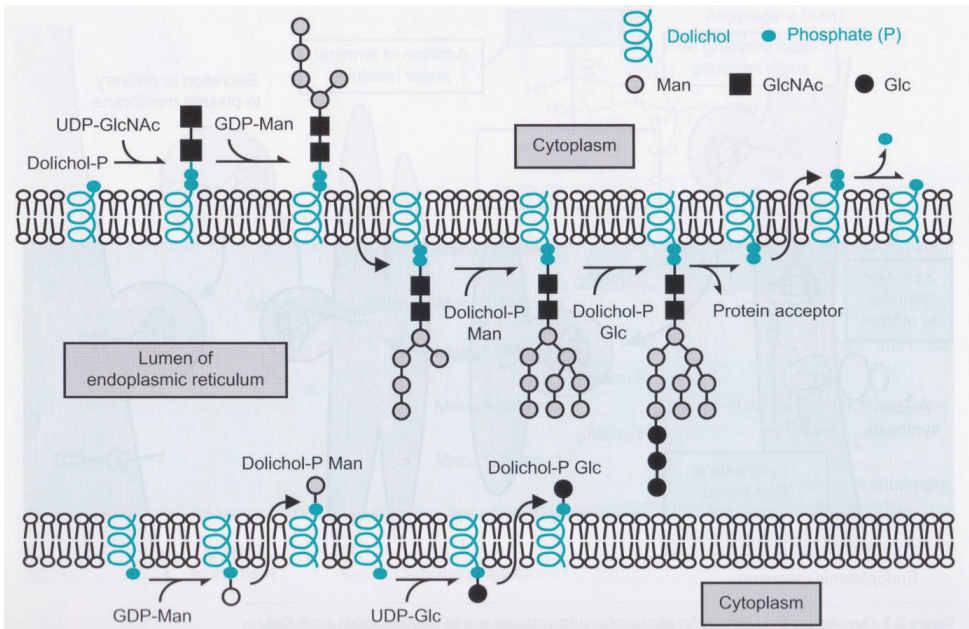 Dolichol
Phosphate (P)
Man
GlcNAc
Glc
UDP-GlcNAc
GDP-Man
Dolichol-P
Cytoplasm
Dolichol-P
Man
Dolichol-P
Glc
Protein acceptor
Lumen of
endoplasmic reticulum
Dolichol-P Man
Dolichol-P Glc
GDP-Man
UDP-Glc
Cytoplasm